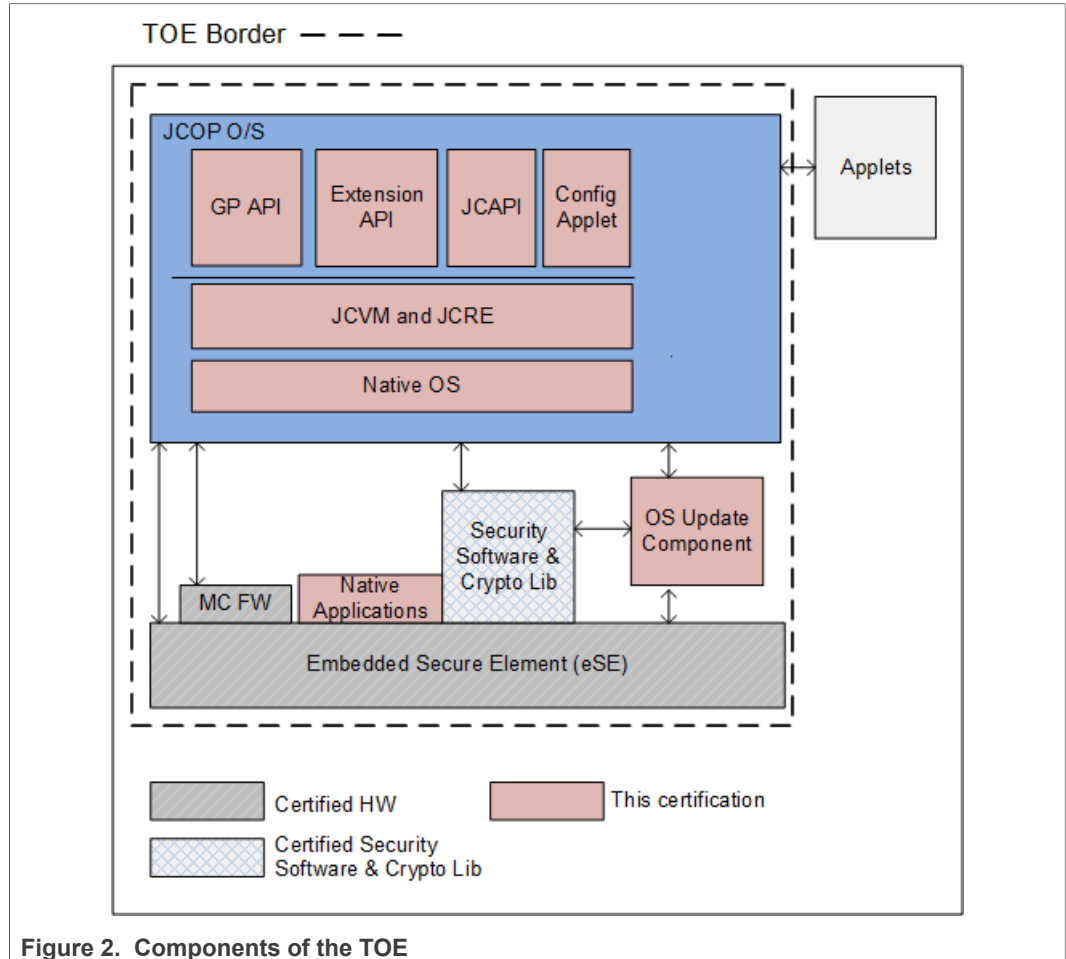 TOE Border
JCOP O/S
GP API
Extension
API
JCAPI
Config
Applet
Applets
JCVM and JCRE
Native OS
Security
Software &
Crypto Lib
OS Update
Component
MC FW
Native
Applications
Embedded Secure Element (eSE)
Certified HW
This certification
Certified Security
Software & Crypto Lib
Figure 2. Components of the TOE